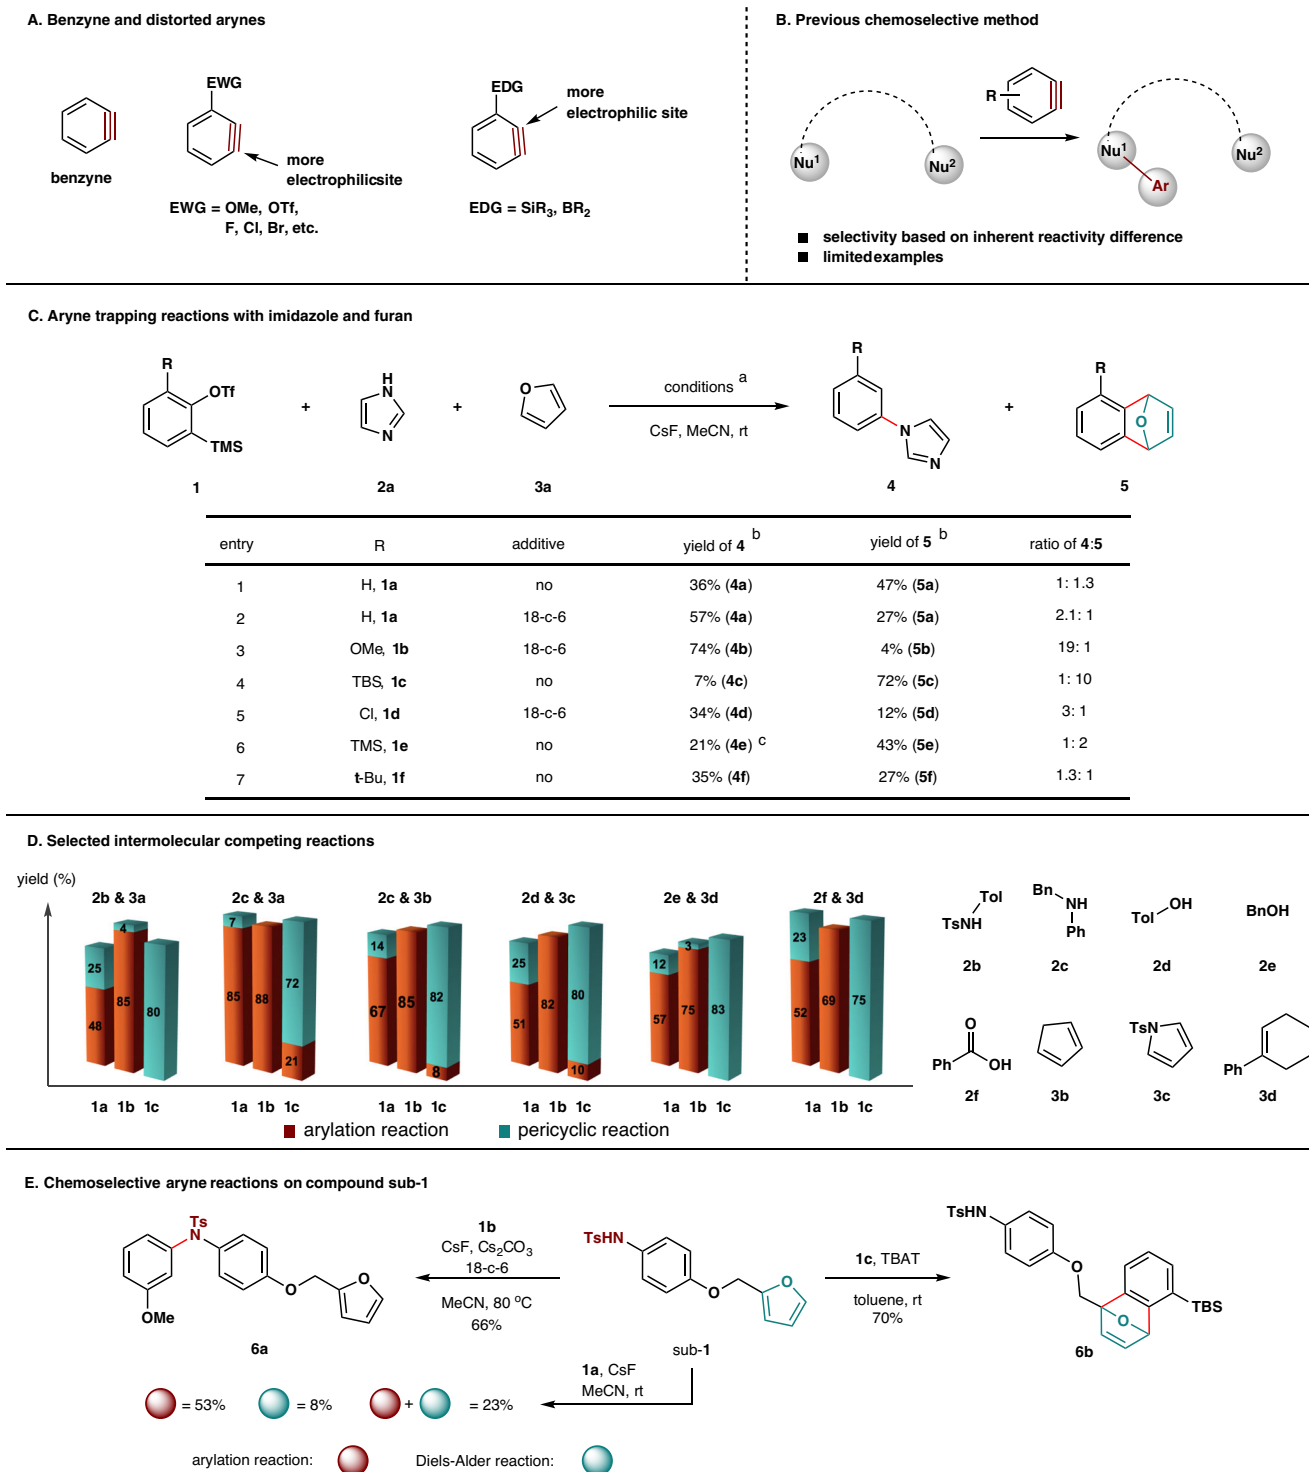 A. Benzyne and distorted arynes
B. Previous chemoselective method
EWG
EDG
more
electrophilic site
benzyne
more
electrophilicsite
EWG = OMe, OTf,
F, Cl, Br, etc.
EDG = SiR3, BR2
R
Nu1
Nu2
Nu1
Ar
Nu2
selectivity based on inherent reactivity difference
limitedexamples
C. Aryne trapping reactions with imidazole and furan
R
OTf
TMS
1
+
H
N
N
2a
+
O
3a
conditions a
CsF, MeCN, rt
R
N
N
4
+
R
O
5
entry R additive yield of 4 b yield of 5 b ratio of 4:5
1 H, 1a no 36% (4a) 47% (5a) 1: 1.3
2 H, 1a 18-c-6 57% (4a) 27% (5a) 2.1: 1
3 OMe, 1b 18-c-6 74% (4b) 4% (5b) 19: 1
4 TBS, 1c no 7% (4c) 72% (5c) 1: 10
5 Cl, 1d 18-c-6 34% (4d) 12% (5d) 3: 1
6 TMS, 1e no 21% (4e) c 43% (5e) 1: 2
7 t-Bu, 1f no 35% (4f) 27% (5f) 1.3: 1
D. Selected intermolecular competing reactions
yield (%)
2b & 3a 2c & 3a 2c & 3b 2d & 3c 2e & 3d 2f & 3d
25 48 4 85 80
7 85 88 72 21
14 67 85 82 8
25 51 82 80 10
12 57 3 75 83
23 52 69 75
1a 1b 1c 1a 1b 1c 1a 1b 1c 1a 1b 1c 1a 1b 1c 1a 1b 1c
arylation reaction pericyclic reaction
Tol
TsNH
2b
Bn
NH
Ph
2c
OH
Tol
2d
BnOH
2e
O
Ph
OH
2f
3b
TsN
3c
Ph
3d
E. Chemoselective aryne reactions on compound sub-1
Ts
N
OMe
O
O
6a
1b
CsF, Cs2CO3
18-c-6
MeCN, 80 oC
66%
TsHN
O
O
sub-1
1c, TBAT
toluene, rt
70%
TsHN
O
O
TBS
6b
1a, CsF
MeCN, rt
= 53% = 8% + = 23%
arylation reaction: Diels-Alder reaction: